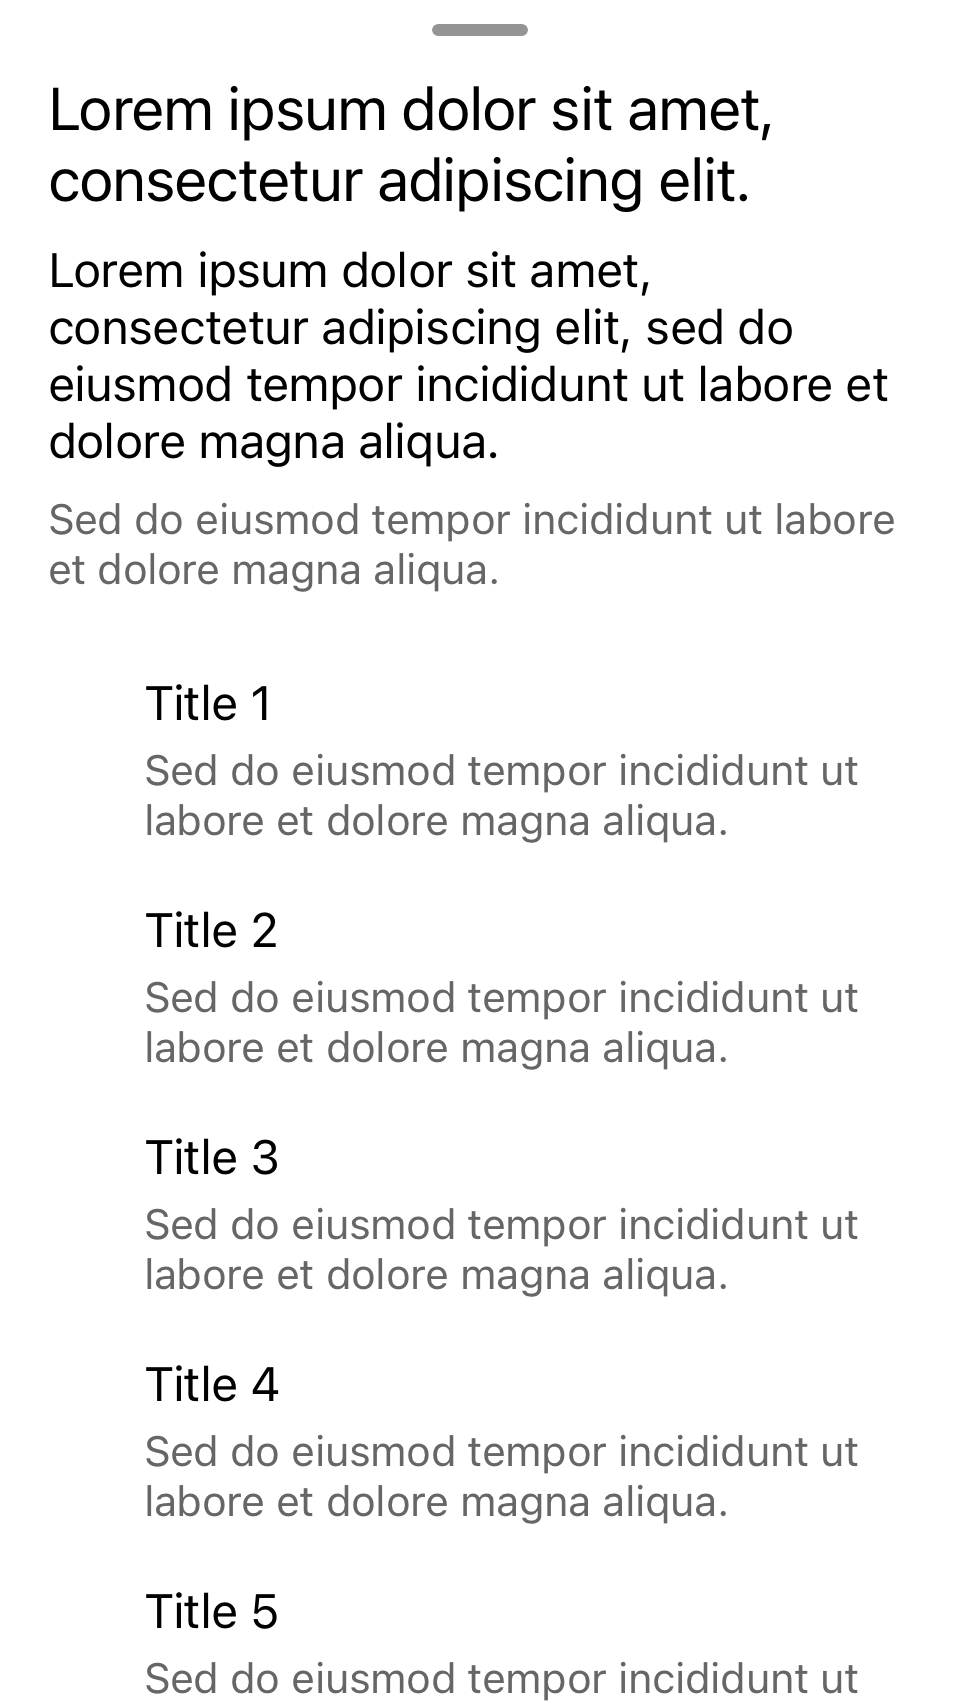 Lorem ipsum dolor sit amet,
consectetur adipiscing elit.
Lorem ipsum dolor sit amet,
consectetur adipiscing elit, sed do
eiusmod tempor incididunt ut labore et
dolore magna aliqua.
Sed do eiusmod tempor incididunt ut labore
et dolore magna aliqua.
Title 1
Sed do eiusmod tempor incididunt ut
labore et dolore magna aliqua.
Title 2
Sed do eiusmod tempor incididunt ut
labore et dolore magna aliqua.
Title 3
Sed do eiusmod tempor incididunt ut
labore et dolore magna aliqua.
Title 4
Sed do eiusmod tempor incididunt ut
labore et dolore magna aliqua.
Title 5
Sed do eiusmod tempor incididunt ut